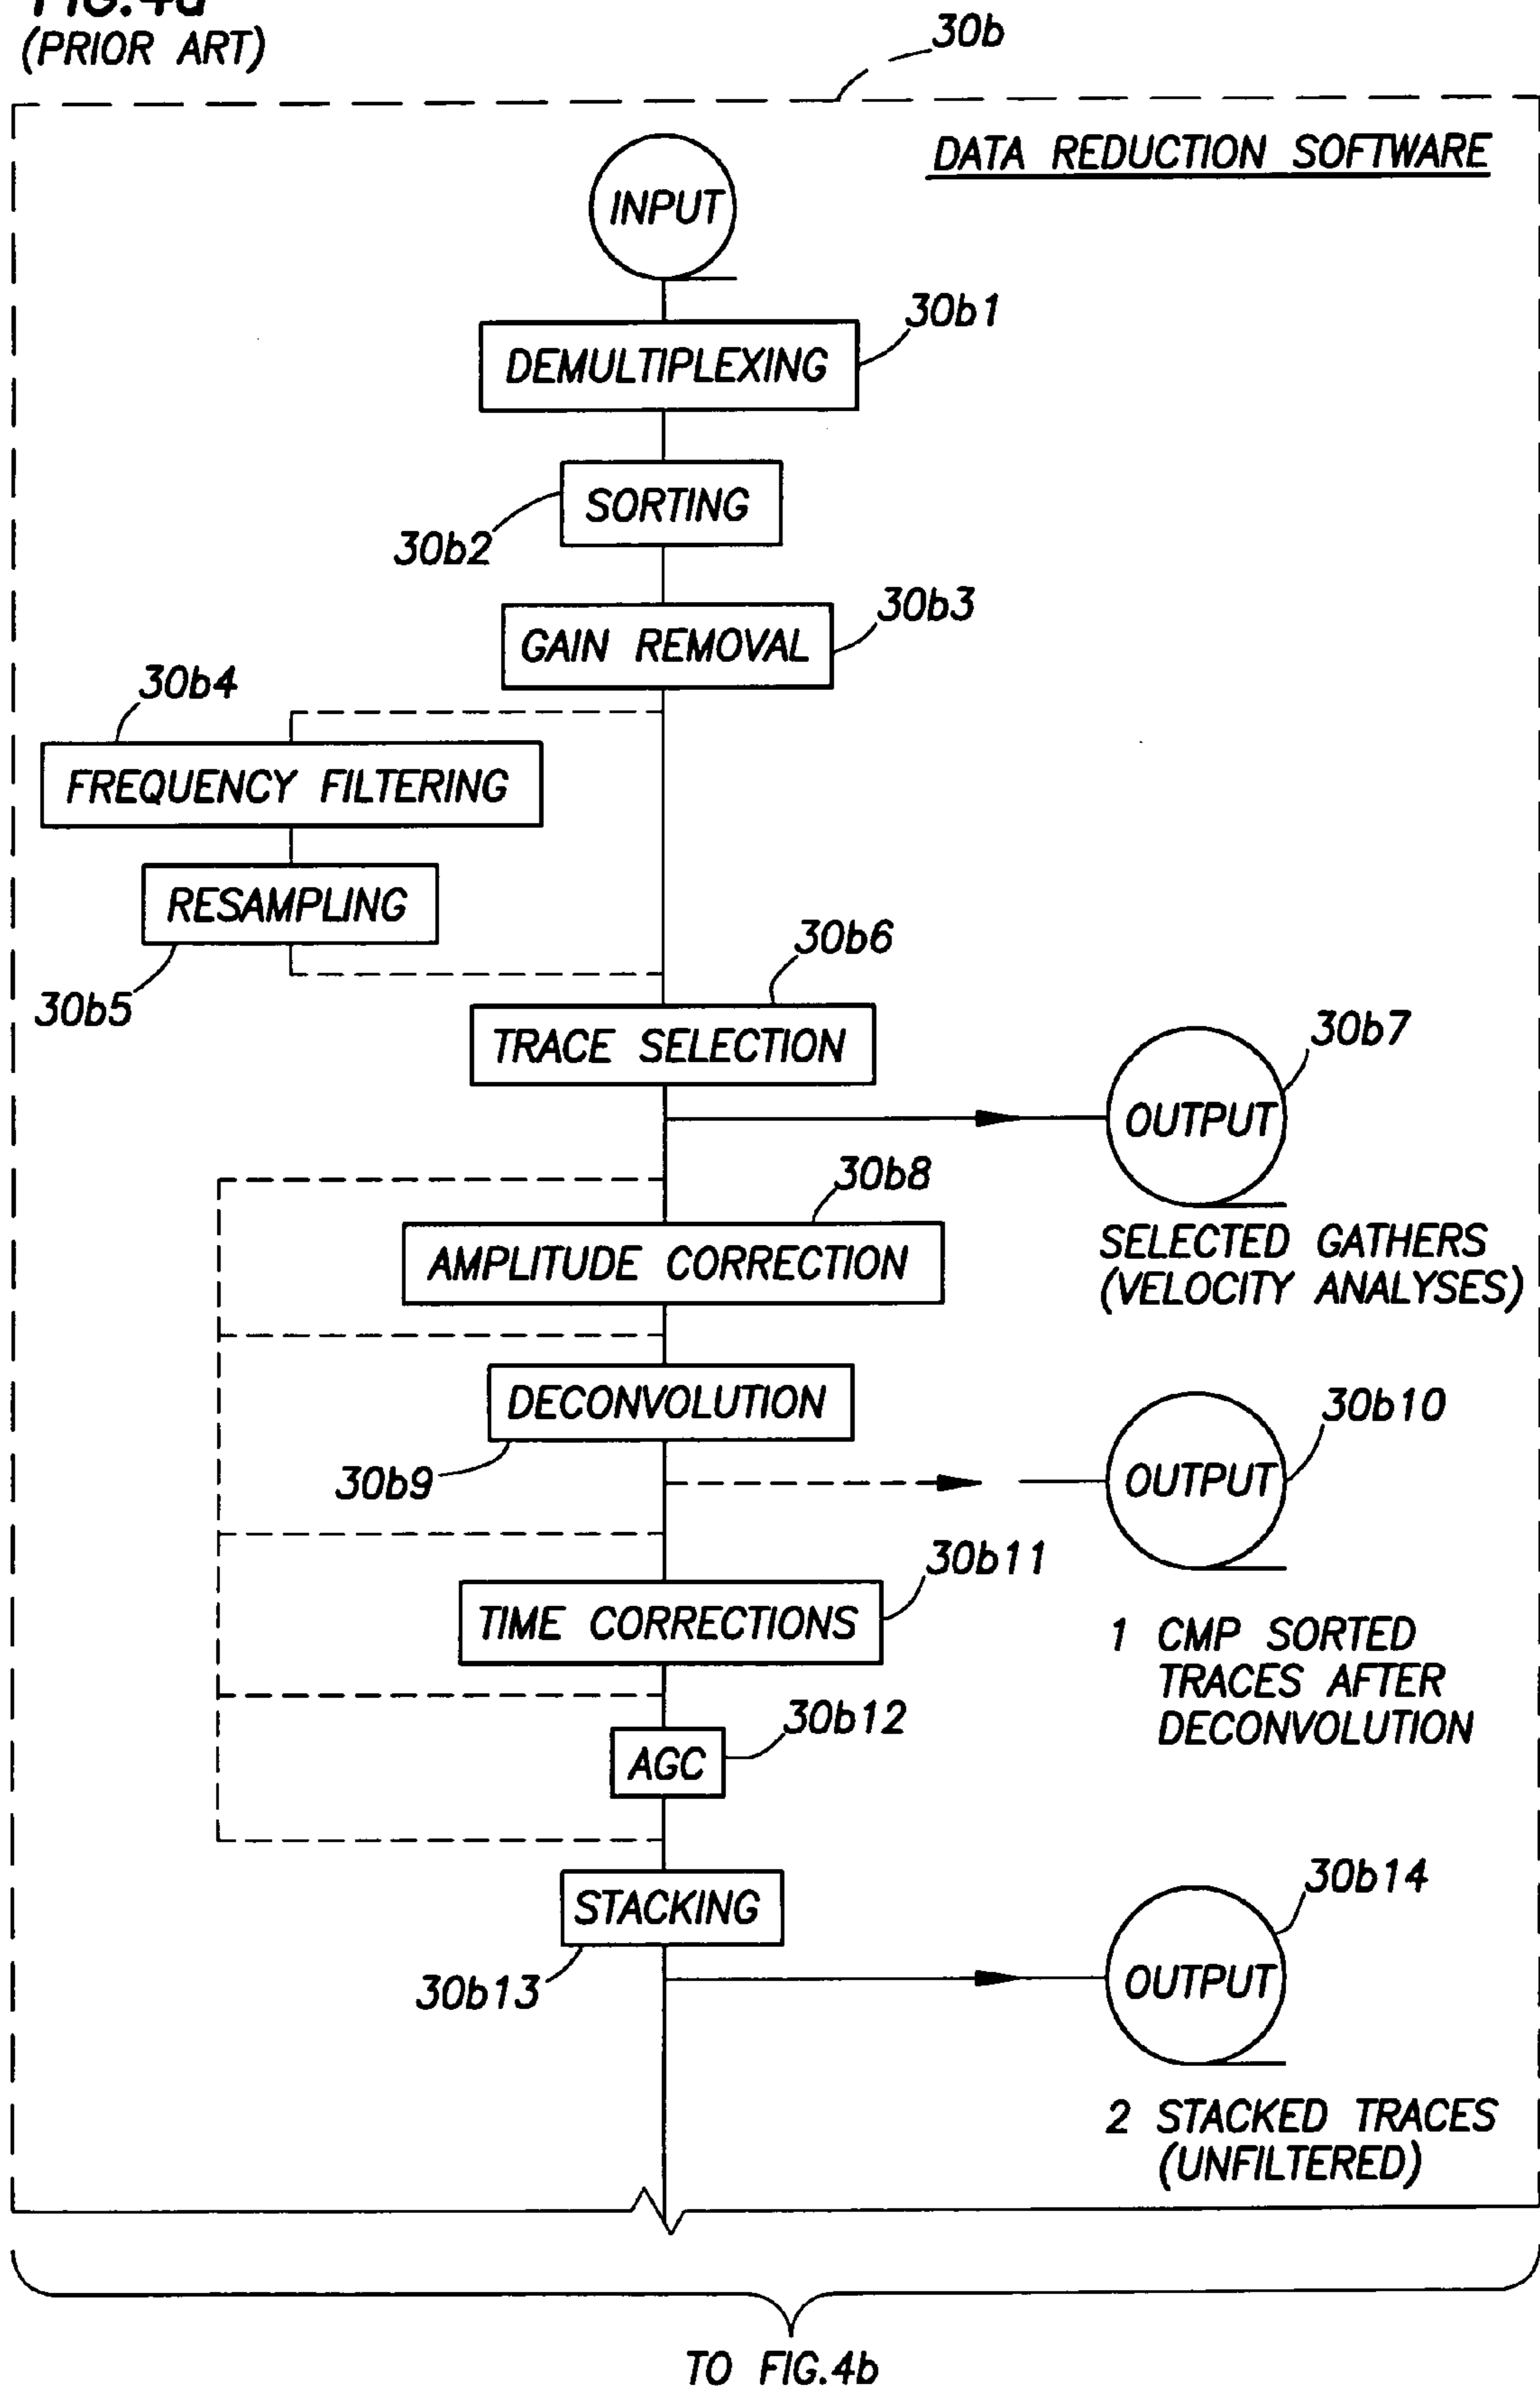 FIG.4a
(PRIOR ART)
30b
DATA REDUCTION SOFTWARE
INPUT
30b1
DEMULTIPLEXING
SORTING
30b2
30b3
GAIN REMOVAL
30b4
FREQUENCY FILTERING
RESAMPLING
30b5
30b6
TRACE SELECTION
30b7
OUTPUT
SELECTED GATHERS
(VELOCITY ANALYSES)
30b8
AMPLITUDE CORRECTION
DECONVOLUTION
30b9
30b10
OUTPUT
30b11
TIME CORRECTIONS
1 CMP SORTED
TRACES AFTER
DECONVOLUTION
30b12
AGC
STACKING
30b13
30b14
OUTPUT
2 STACKED TRACES
(UNFILTERED)
TO FIG.4b